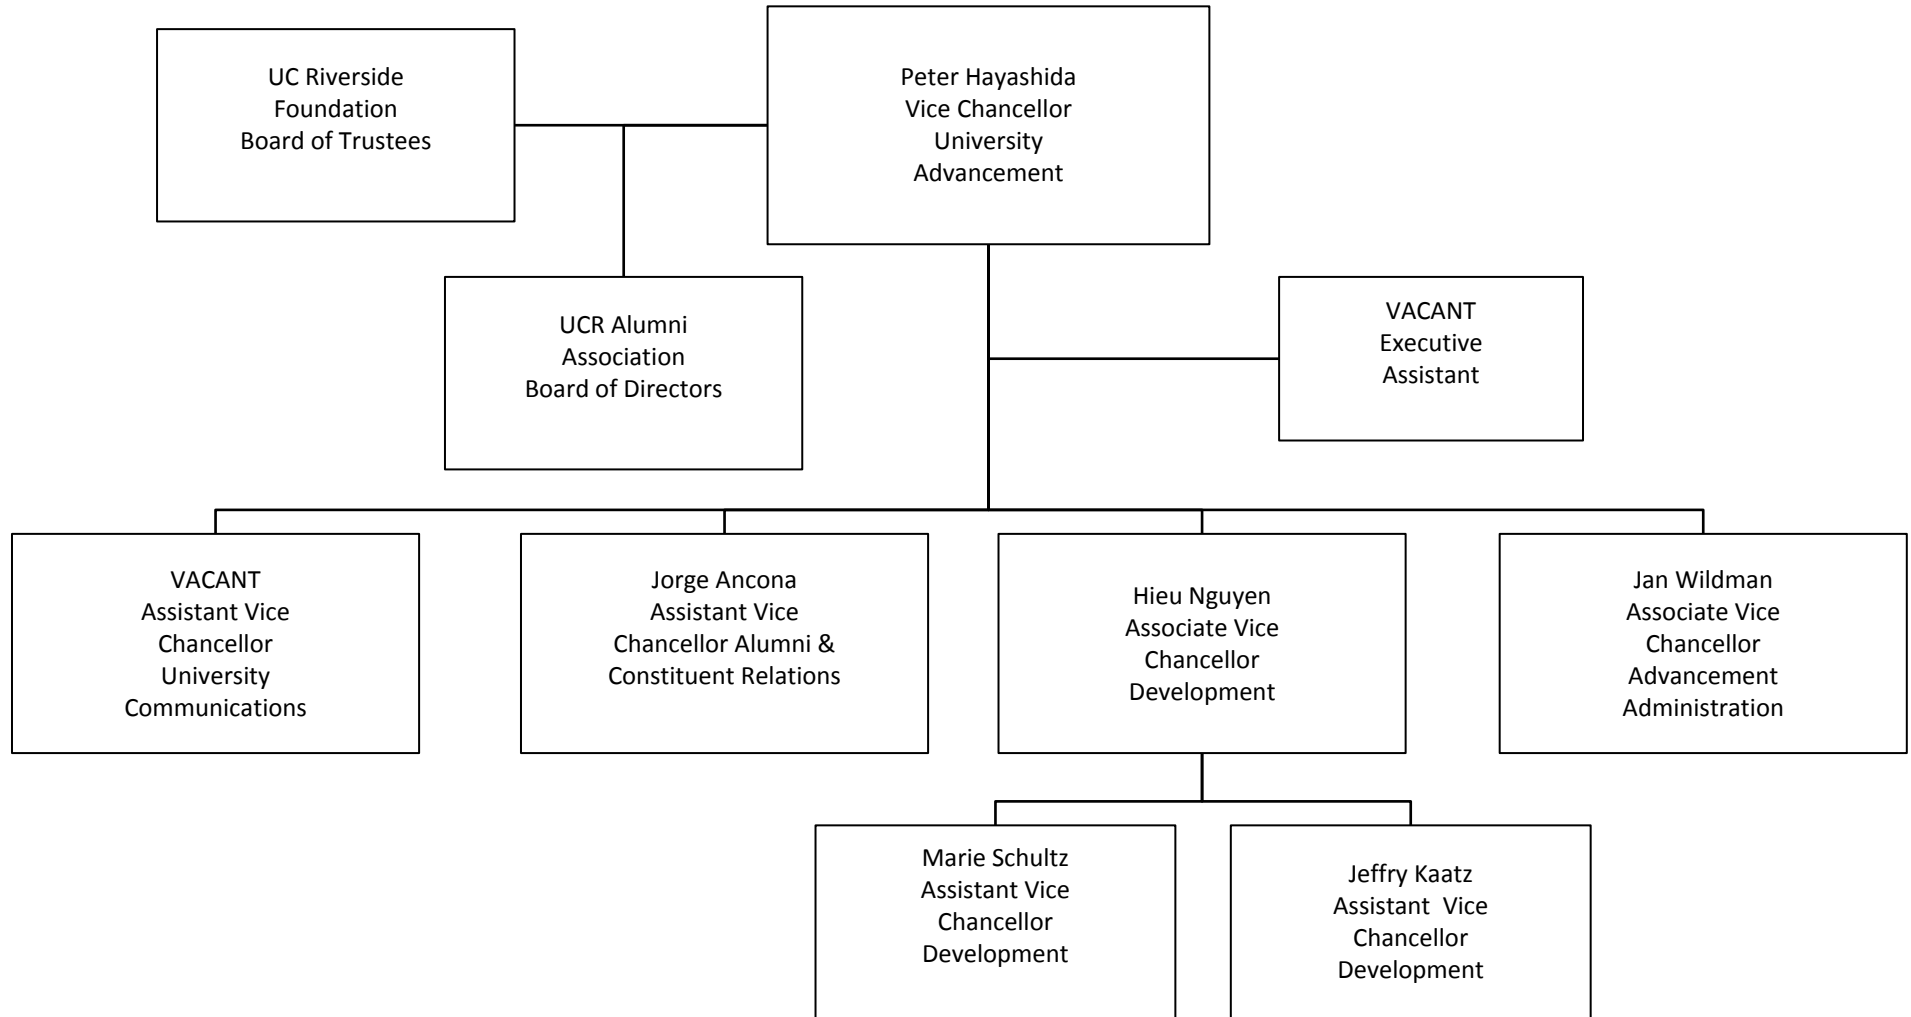 UC Riverside
Foundation
Board of Trustees
Peter Hayashida
Vice Chancellor
University
Advancement
UCR Alumni
Association
Board of Directors
VACANT
Executive
Assistant
VACANT
Assistant Vice
Chancellor
University
Communications
Jorge Ancona
Assistant Vice
Chancellor Alumni &
Constituent Relations
Hieu Nguyen
Associate Vice
Chancellor
Development
Jan Wildman
Associate Vice
Chancellor
Advancement
Administration
Marie Schultz
Assistant Vice
Chancellor
Development
Jeffry Kaatz
Assistant  Vice
Chancellor
Development